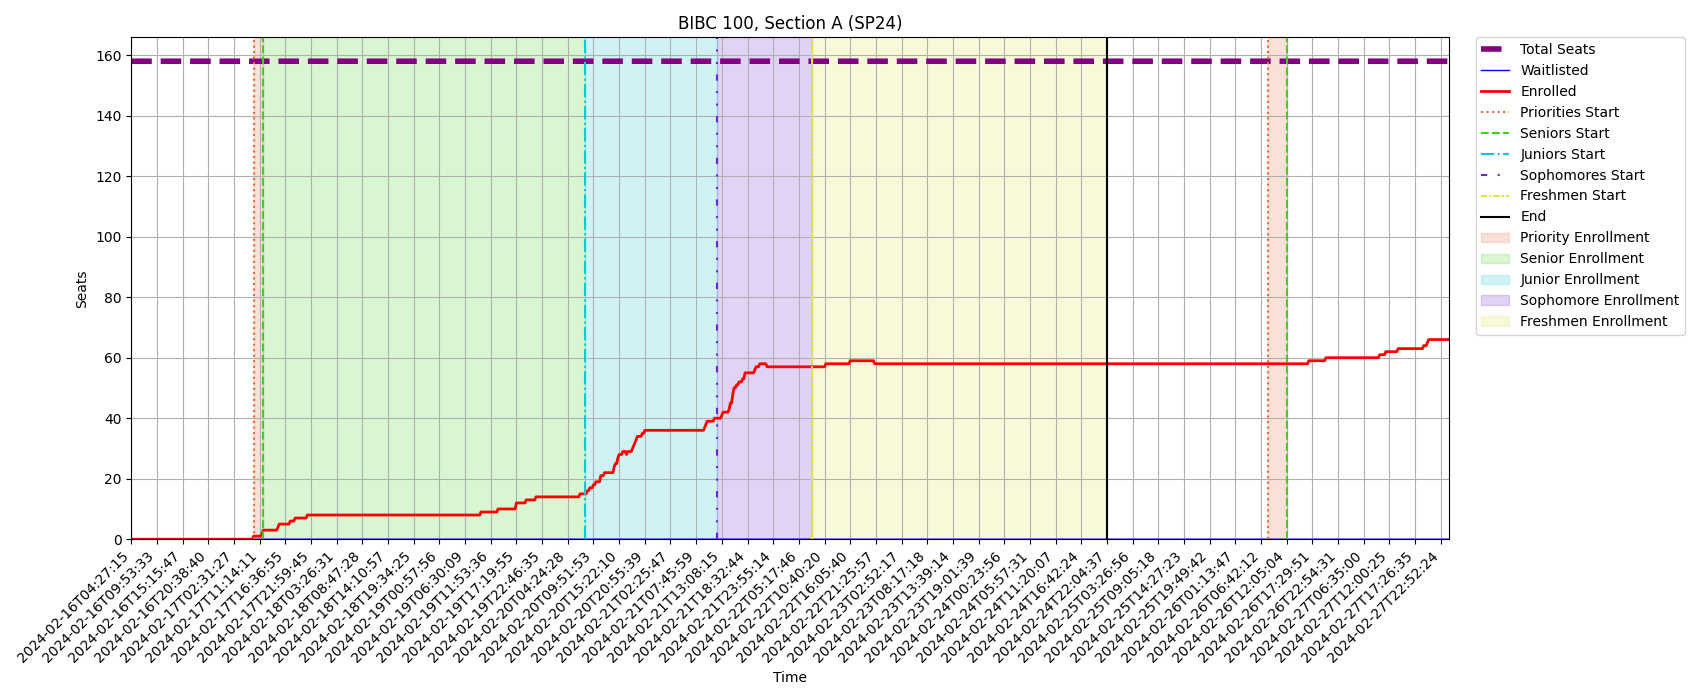 BIBC 100, Section A (SP24)
160
140
120
100
80
60
40
20
0
Seats
2024-02-16T04:27:15
2024-02-16T09:53:33
2024-02-16T15:15:47
2024-02-16T20:38:40
2024-02-17T02:31:27
2024-02-17T11:14:11
2024-02-17T16:36:55
2024-02-17T21:59:45
2024-02-18T03:26:31
2024-02-18T08:47:28
2024-02-18T14:10:57
2024-02-18T19:34:25
2024-02-19T00:57:56
2024-02-19T06:30:09
2024-02-19T11:53:36
2024-02-19T17:19:55
2024-02-19T22:46:35
2024-02-20T04:24:28
2024-02-20T09:51:53
2024-02-20T15:22:10
2024-02-20T20:55:39
2024-02-21T02:25:47
2024-02-21T07:45:59
2024-02-21T13:08:15
2024-02-21T18:32:44
2024-02-21T23:55:14
2024-02-22T05:17:46
2024-02-22T10:40:20
2024-02-22T16:05:40
2024-02-22T21:25:57
2024-02-23T02:52:17
2024-02-23T08:17:18
2024-02-23T13:39:14
2024-02-23T19:01:39
2024-02-24T00:23:56
2024-02-24T05:57:31
2024-02-24T11:20:07
2024-02-24T16:42:24
2024-02-24T22:04:37
2024-02-25T03:26:56
2024-02-25T09:05:18
2024-02-25T14:27:23
2024-02-25T19:49:42
2024-02-26T01:13:47
2024-02-26T06:42:12
2024-02-26T12:05:04
2024-02-26T17:29:51
2024-02-26T22:54:31
2024-02-27T06:35:00
2024-02-27T12:00:25
2024-02-27T17:26:35
2024-02-27T22:52:24
Time
Total Seats
Waitlisted
Enrolled
Priorities Start
Seniors Start
Juniors Start
Sophomores Start
Freshmen Start
End
Priority Enrollment
Senior Enrollment
Junior Enrollment
Sophomore Enrollment
Freshmen Enrollment